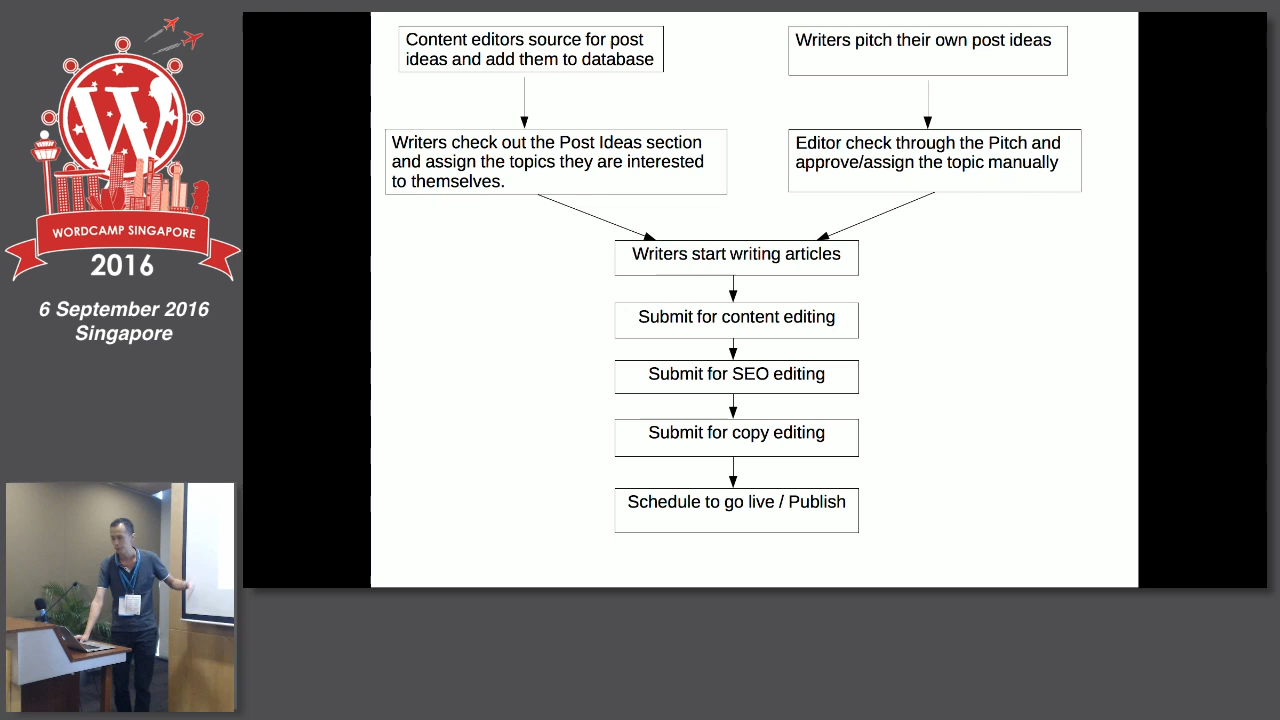 W
WORDCAMP SINGAPORE
2016
6 September 2016
Singapore
Content editors source for post
ideas and add them to database
Writers pitch their own post ideas
Writers check out the Post Ideas section
and assign the topics they are interested
to themselves.
Editor check through the Pitch and
approve/assign the topic manually
Writers start writing articles
Submit for content editing
Submit for SEO editing
Submit for copy editing
Schedule to go live / Publish